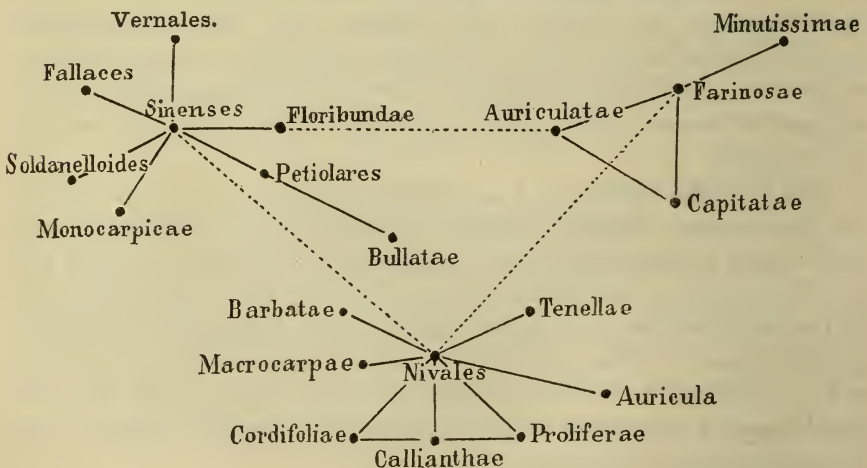 Vernales.
Minutissimae
Fallaces
Farinosae
Sinenses
Floribundae
Auriculatae
Soldanelloides
Petiolares
Capitatae
Monocarpicae
Bullatae
Barbatae
Tenellae
Macrocarpae
Nivales
Auricula
Cordifoliae
Proliferae
Callianthae